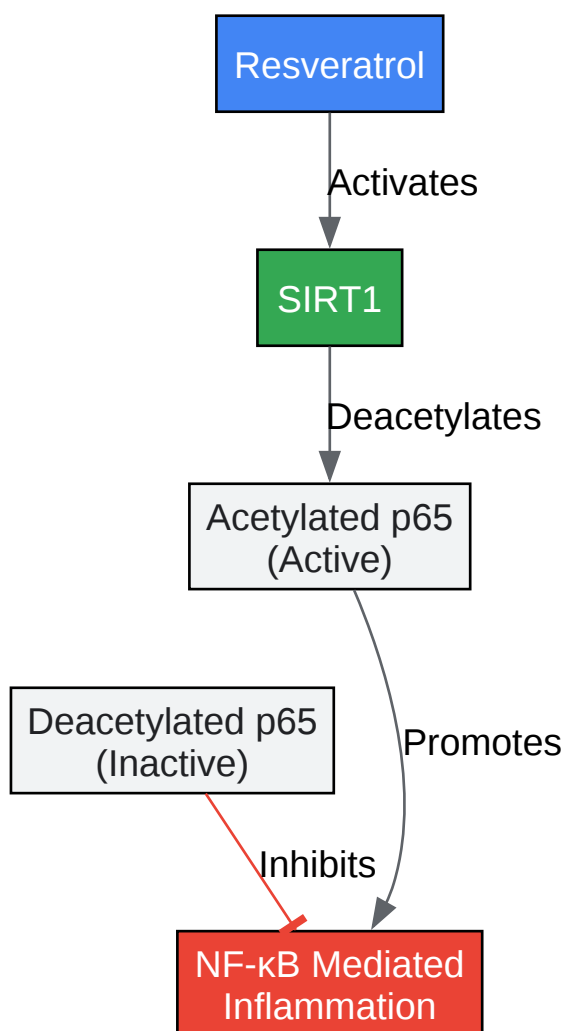 Resveratrol
Activates
SIRT1
Deacetylates
Acetylated p65
(Active)
Deacetylated p65
(Inactive)
Promotes
Inhibits
NF-κB Mediated
Inflammation